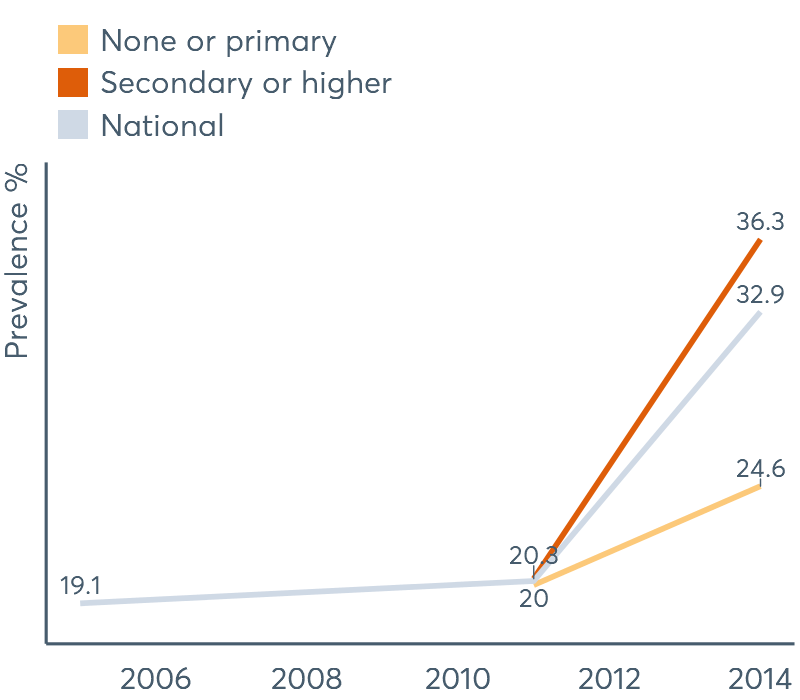 None or primary
Secondary or higher
National
Prevalence %
36.3
32.9
24.6
20.3
20
19.1
2006 2008 2010 2012 2014